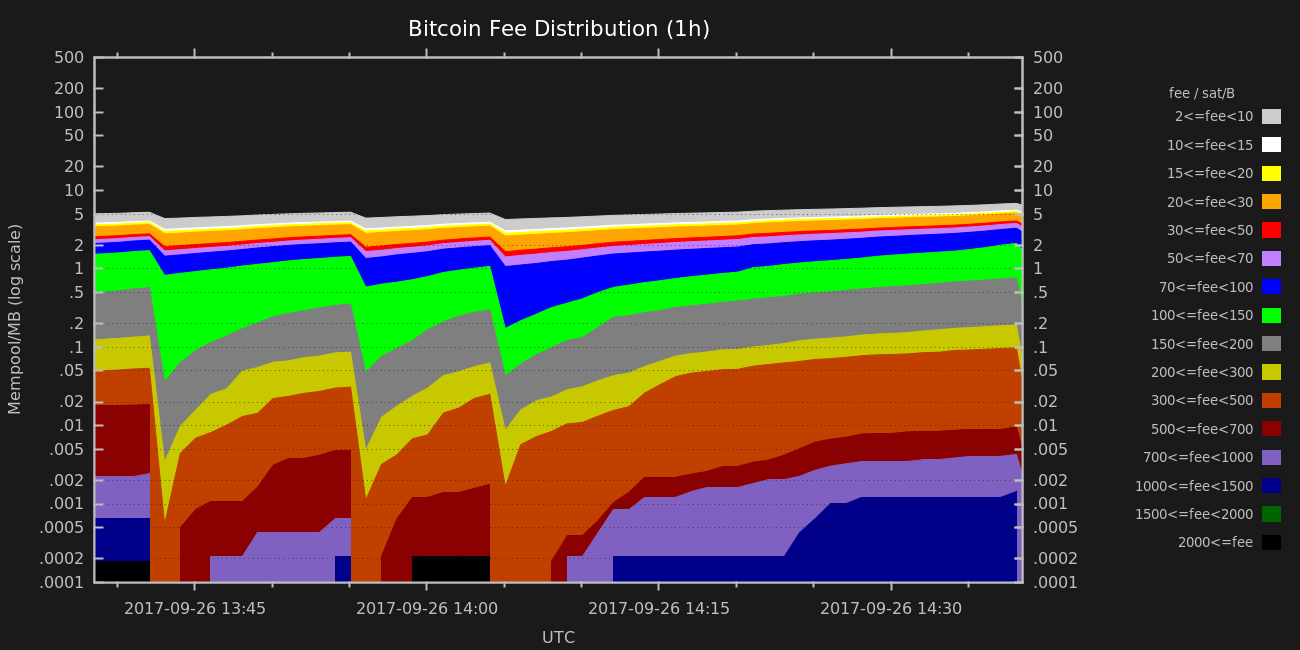 Bitcoin Fee Distribution (1h)
500
200
100
50
20
10
5
2
1
.5
.2
.1
.05
.02
.01
.005
.002
.001
.0005
.0002
.0001
Mempool/MB (log scale)
500
200
100
50
20
10
5
2
1
.5
.2
.1
.05
.02
.01
.005
.002
.001
.0005
.0002
.0001
2017-09-26 13:45
2017-09-26 14:00
2017-09-26 14:15
2017-09-26 14:30
UTC
fee / sat/B
2<=fee<10
10<=fee<15
15<=fee<20
20<=fee<30
30<=fee<50
50<=fee<70
70<=fee<100
100<=fee<150
150<=fee<200
200<=fee<300
300<=fee<500
500<=fee<700
700<=fee<1000
1000<=fee<1500
1500<=fee<2000
2000<=fee